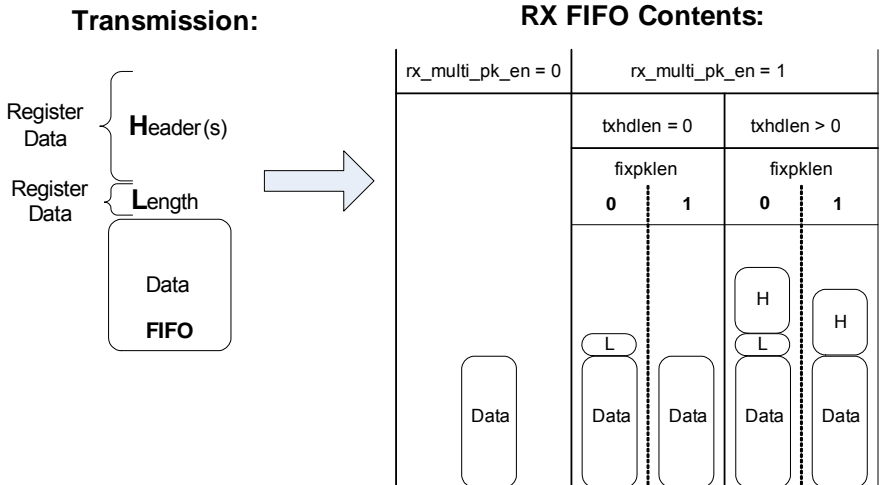 Transmission:
RX FIFO Contents:
Register
Data
Header(s)
Register
Data
Length
Data
FIFO
rx_multi_pk_en = 0
rx_multi_pk_en = 1
txhdlen = 0
txhdlen > 0
fixpklen
fixpklen
0
1
0
1
H
H
L
L
Data
Data
Data
Data
Data